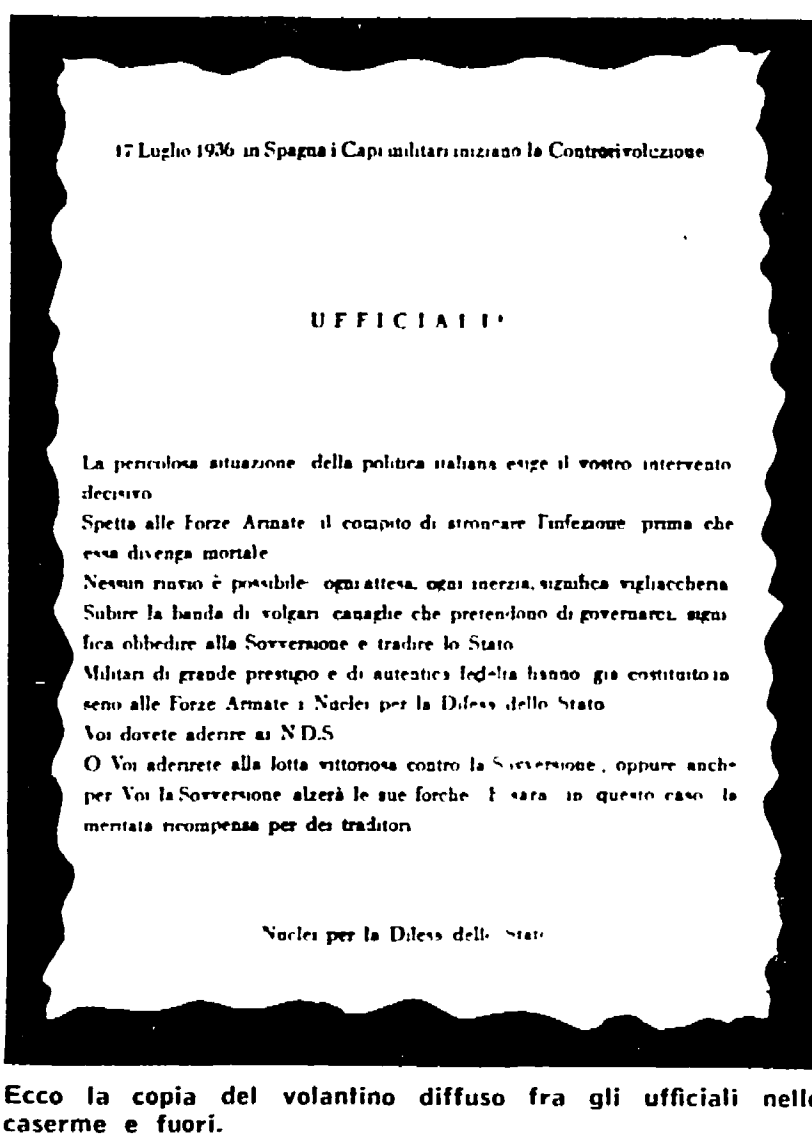 17 Luglio 1936 in Spagna i Capi militari iniziano la Controrivoluzione
UFFICIALI!
La pericolosa situazione della politica italiana esige il vostro intervento
decisivo
Spetta alle Forze Armate il compito di stroncare l'infezione prima che
essa divenga mortale
Nessun rinvio è possibile: ogni attesa, ogni inerzia, significa vigliaccheria
Subire la banda di volgari canaglie che pretendono di governarci, signi
fica obbedire alla Sovversione e tradire lo Stato
Militari di grande prestigio e di autentica fedeltà hanno già costituito in
seno alle Forze Armate i Nuclei per la Difesa dello Stato
Voi dovete aderire ai N.D.S
O Voi aderirete alla lotta vittoriosa contro la Sovversione, oppure anche
per Voi la Sovversione alzerà le sue forche E sarà in questo caso la
meritata ricompensa per dei traditori
Nuclei per la Difesa dello Stato
Ecco la copia del volantino diffuso fra gli ufficiali nelle
caserme e fuori.